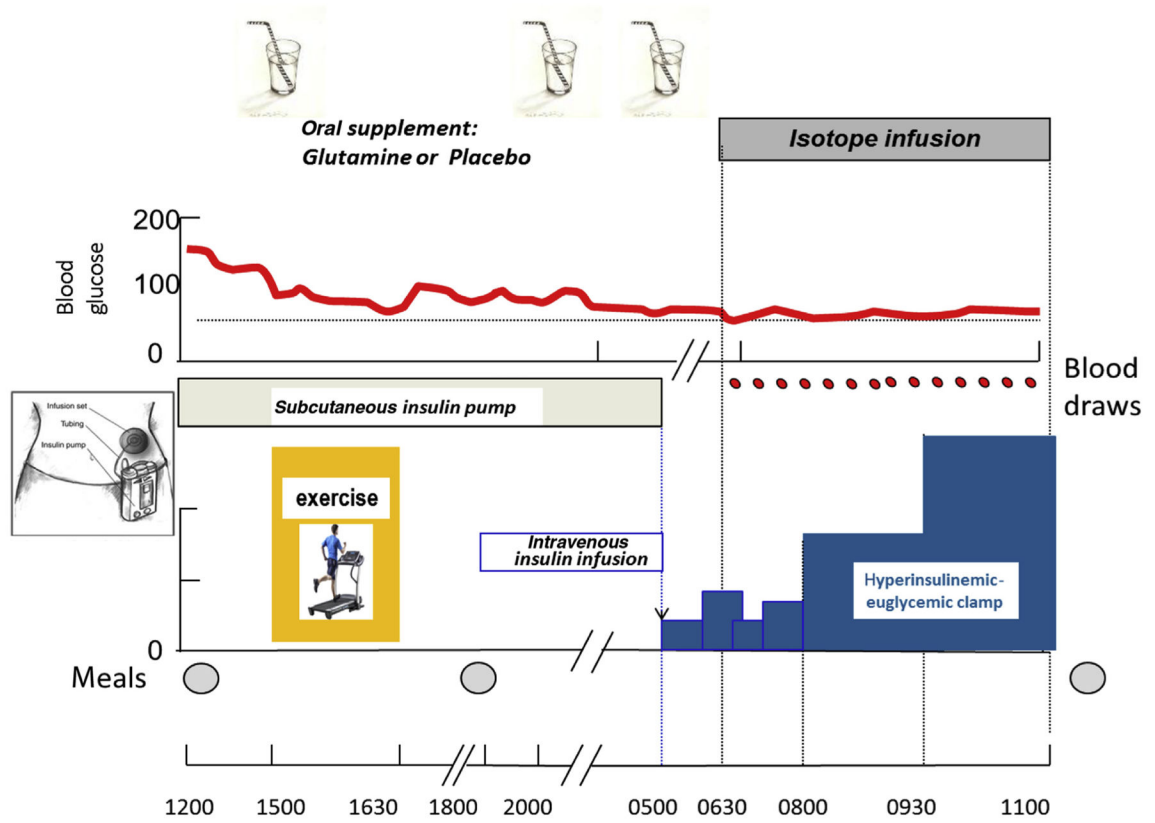 Oral supplement:
Glutamine or Placebo
Isotope infusion
200
100
0
Blood
glucose
Blood
draws
Subcutaneous insulin pump
Infusion set
Tubing
Insulin pump
exercise
Intravenous
insulin infusion
Hyperinsulinemic-
euglycemic clamp
0
Meals
1200 1500 1630 1800 2000 0500 0630 0800 0930 1100